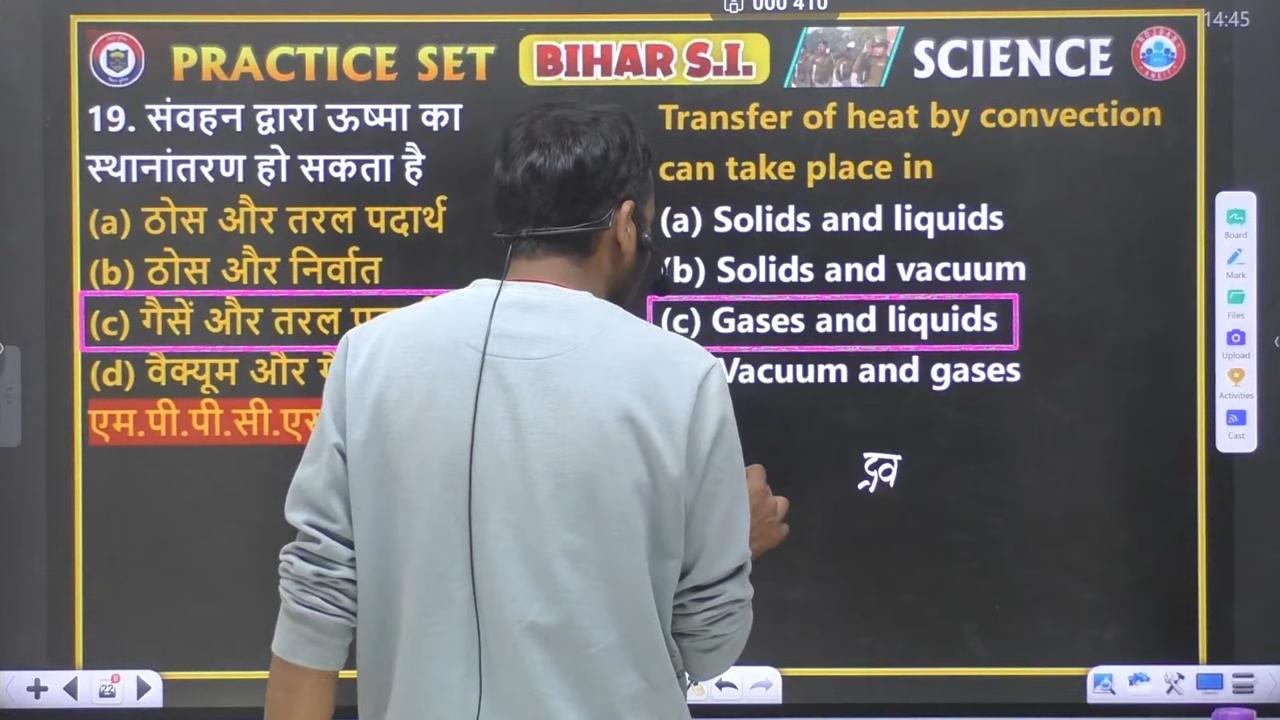 000 410
14:45
PRACTICE SET BIHAR S.I. SCIENCE
19. संवहन द्वारा ऊष्मा का
स्थानांतरण हो सकता है
(a) ठोस और तरल पदार्थ
(b) ठोस और निर्वात
(c) गैसें और तरल
(d) वैक्यूम और
एम.पी.पी.सी.एस
Transfer of heat by convection
can take place in
(a) Solids and liquids
(b) Solids and vacuum
(c) Gases and liquids
Vacuum and gases
द्रव
Board
Mark
Files
Upload
Activities
Cast
22